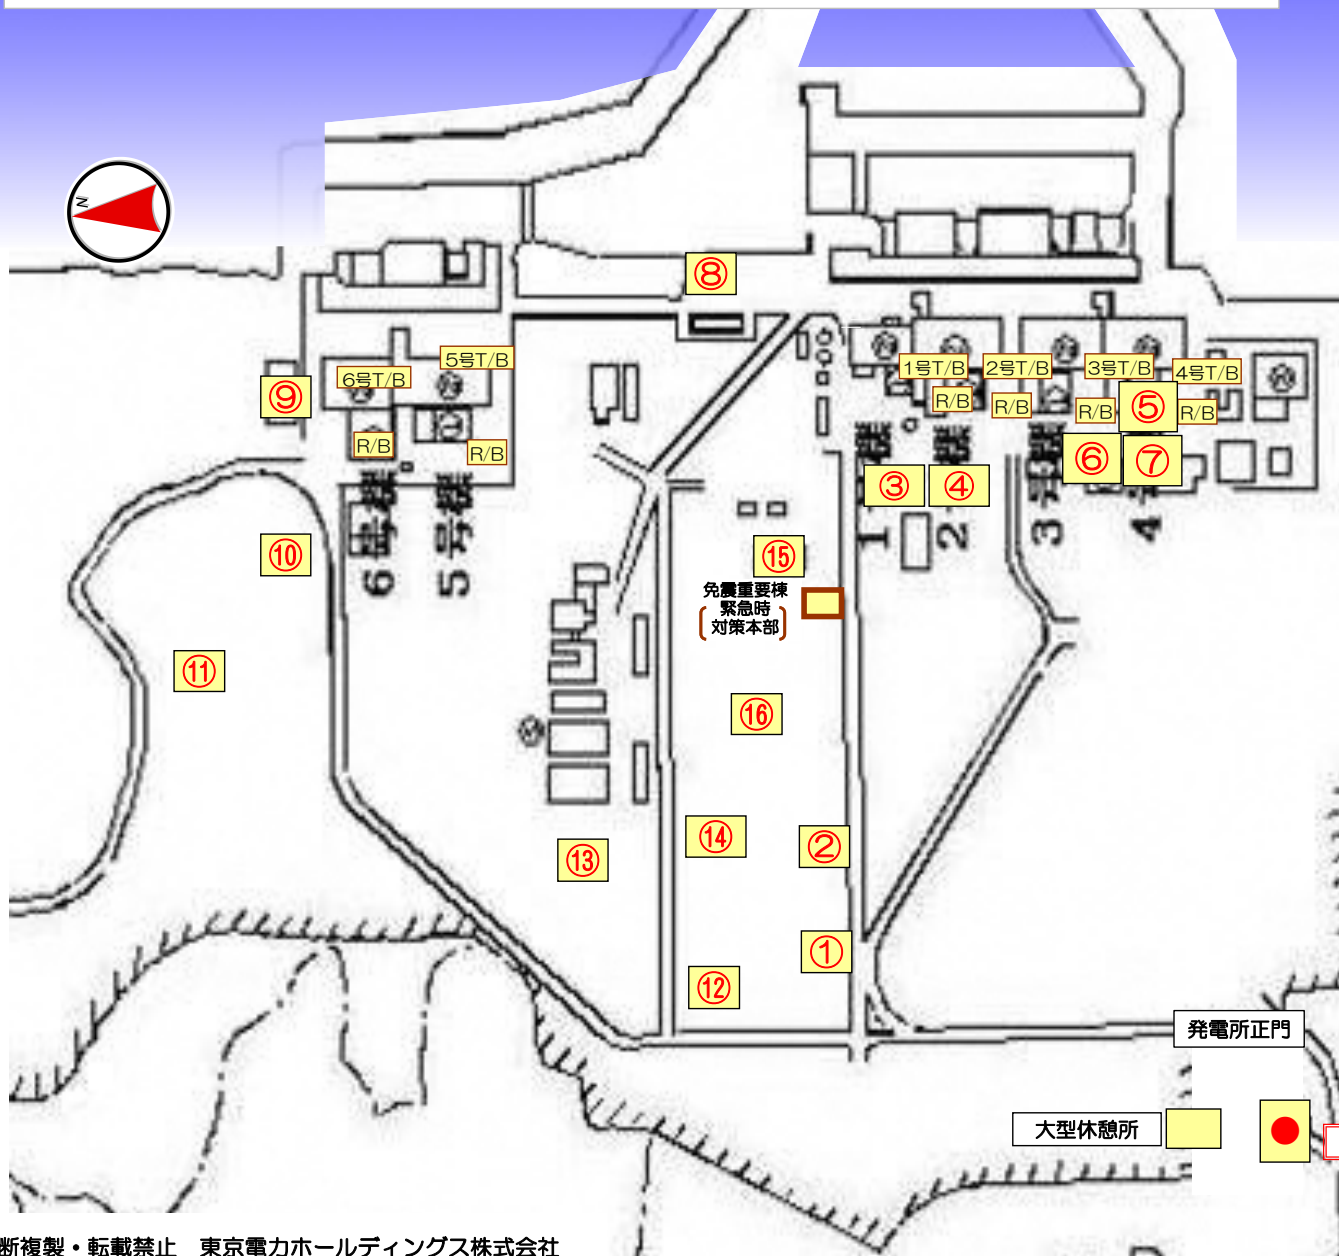 N
⑧
5号T/B
6号T/B
1号T/B
2号T/B
3号T/B
4号T/B
⑨
R/B
R/B
R/B
R/B
R/B
R/B
⑤
⑥
⑦
③
④
6号機
5号機
1
機
2
機
3号機
4
⑩
⑮
免震重要棟
緊急時
対策本部
⑪
⑯
⑭
②
⑬
①
⑫
発電所正門
大型休憩所
断複製・転載禁止 東京電力ホールディングス株式会社